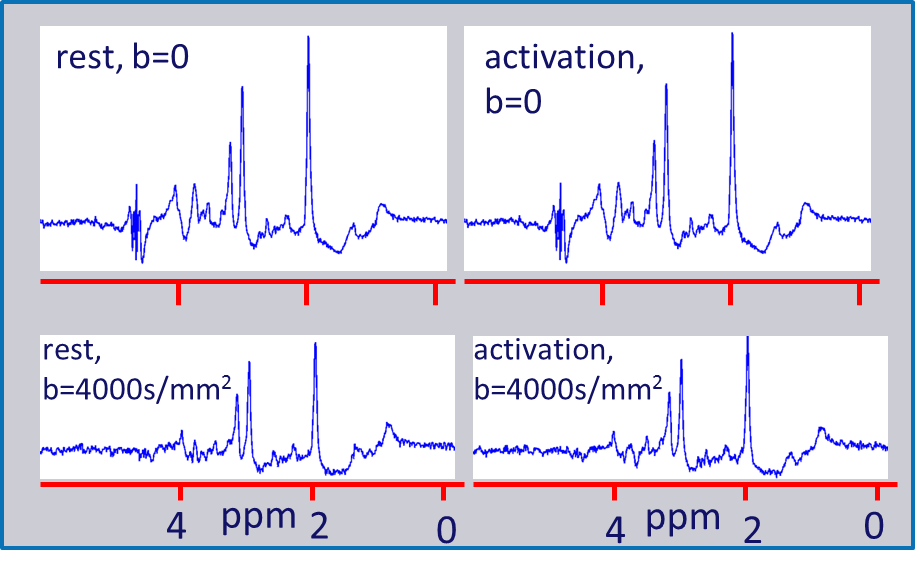 rest, b=0
activation,
b=0
rest,
b=4000s/mm²
activation,
b=4000s/mm²
4 ppm 2 0
4 ppm 2 0